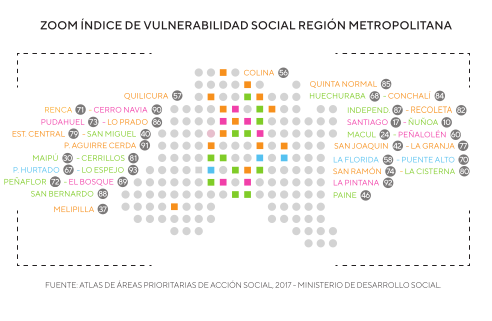 ZOOM ÍNDICE DE VULNERABILIDAD SOCIAL REGIÓN METROPOLITANA
COLINA 56
QUILICURA 57
RENCA 71 - CERRO NAVIA 90
PUDAHUEL 73 - LO PRADO 86
EST. CENTRAL 79 - SAN MIGUEL 40
P. AGUIRRE CERDA 91
MAIPÚ 30 - CERRILLOS 81
P. HURTADO 67 - LO ESPEJO 93
PEÑAFLOR 72 - EL BOSQUE 89
SAN BERNARDO 88
MELIPILLA 37
QUINTA NORMAL 85
HUECHURABA 68 - CONCHALÍ 84
INDEPEND. 87 - RECOLETA 82
SANTIAGO 17 - ÑUÑOA 10
MACUL 24 - PEÑALOLÉN 60
SAN JOAQUIN 42 - LA GRANJA 77
LA FLORIDA 58 - PUENTE ALTO 70
SAN RAMÓN 74 - LA CISTERNA 80
LA PINTANA 92
PAINE 46
FUENTE: ATLAS DE ÁREAS PRIORITARIAS DE ACCIÓN SOCIAL, 2017 - MINISTERIO DE DESARROLLO SOCIAL.